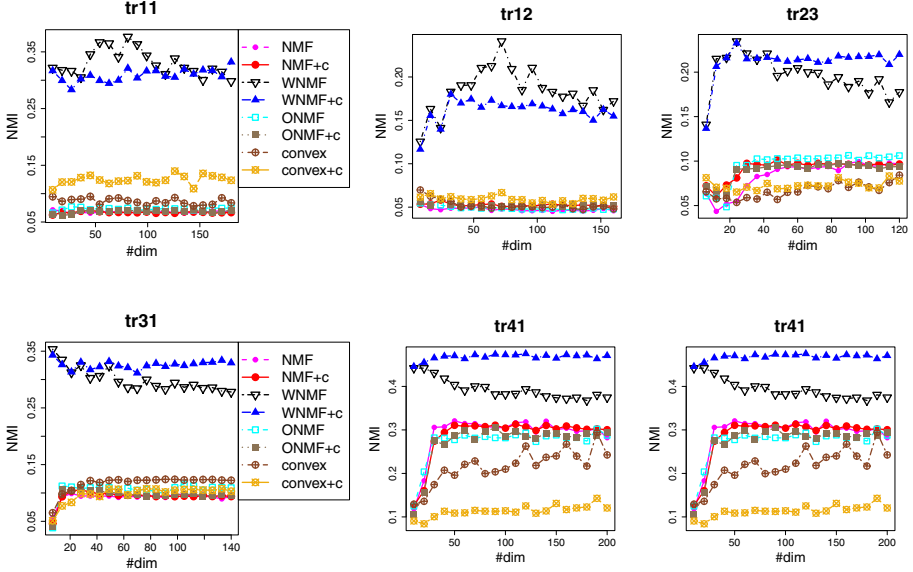 tr11
NMI
0.05
0.15
0.25
0.35
50
100
150
#dim
NMF
NMF+c
WNMF
WNMF+c
ONMF
ONMF+c
convex
convex+c
tr12
NMI
0.05
0.10
0.15
0.20
50
100
150
#dim
tr23
NMI
0.05
0.10
0.15
0.20
20
40
60
80
100
120
#dim
tr31
NMI
0.05
0.15
0.25
0.35
20
40
60
80
100
140
#dim
NMF
NMF+c
WNMF
WNMF+c
ONMF
ONMF+c
convex
convex+c
tr41
NMI
0.1
0.2
0.3
0.4
50
100
150
200
#dim
tr41
NMI
0.1
0.2
0.3
0.4
50
100
150
200
#dim